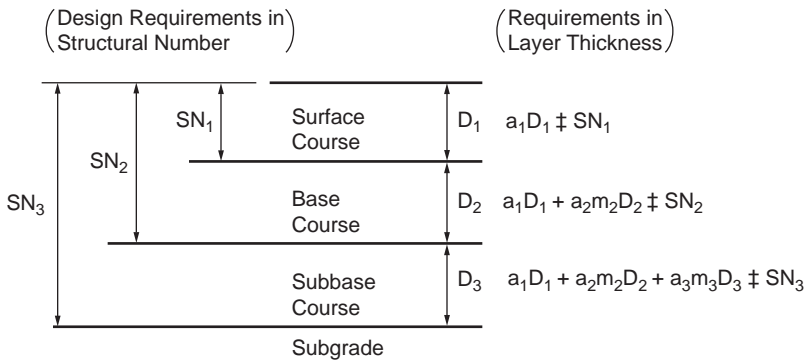 (Design Requirements in
Structural Number)
(Requirements in
Layer Thickness)
SN₁
Surface
Course
D₁
a₁D₁ ‡ SN₁
SN₂
SN₃
Base
Course
D₂
a₁D₁ + a₂m₂D₂ ‡ SN₂
Subbase
Course
D₃
a₁D₁ + a₂m₂D₂ + a₃m₃D₃ ‡ SN₃
Subgrade